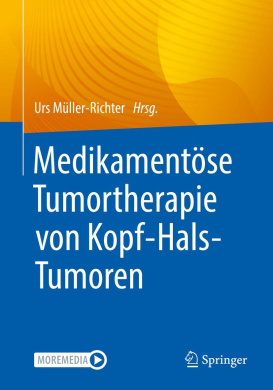 Urs Müller-Richter Hrsg.
Medikamentöse
Tumortherapie
von Kopf-Hals-
Tumoren
MOREMEDIA
Springer